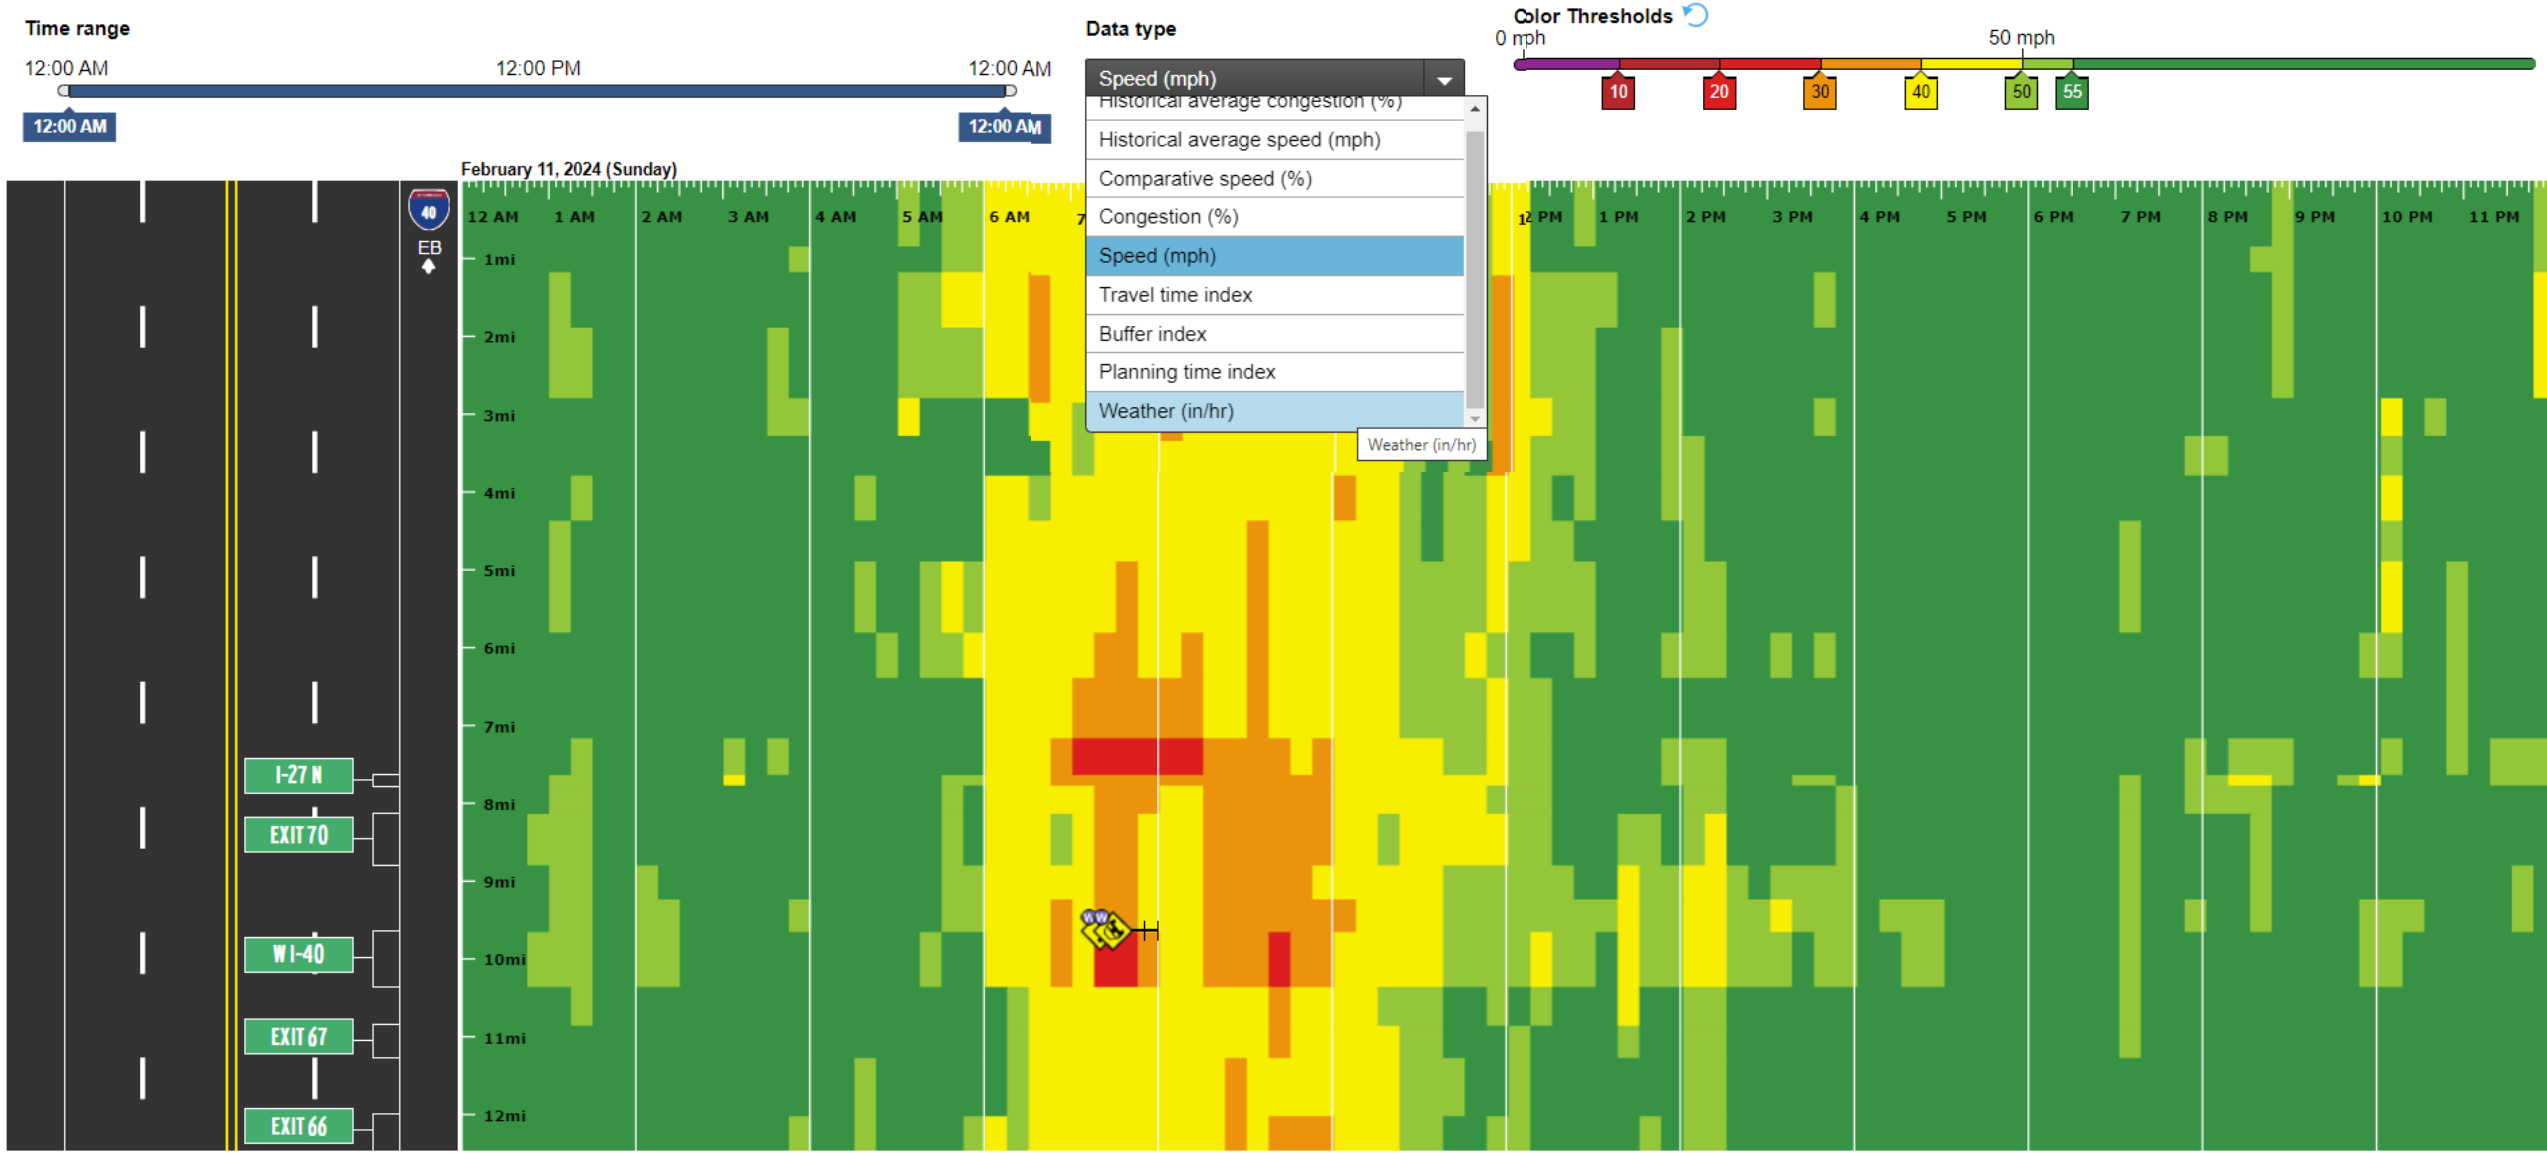 Time range
12:00 AM 12:00 PM 12:00 AM
12:00 AM 12:00 AM
Data type
Speed (mph)
Historical average congestion (%)
Historical average speed (mph)
Comparative speed (%)
Congestion (%)
Speed (mph)
Travel time index
Buffer index
Planning time index
Weather (in/hr)
Weather (in/hr)
Color Thresholds
0 mph 50 mph
10 20 30 40 50 55
February 11, 2024 (Sunday)
40
EB
12 AM 1 AM 2 AM 3 AM 4 AM 5 AM 6 AM 7 12 PM 1 PM 2 PM 3 PM 4 PM 5 PM 6 PM 7 PM 8 PM 9 PM 10 PM 11 PM
1mi
2mi
3mi
4mi
5mi
6mi
7mi
I-27 N
8mi
EXIT 70
9mi
W W
W I-40
10mi
EXIT 67
11mi
EXIT 66
12mi